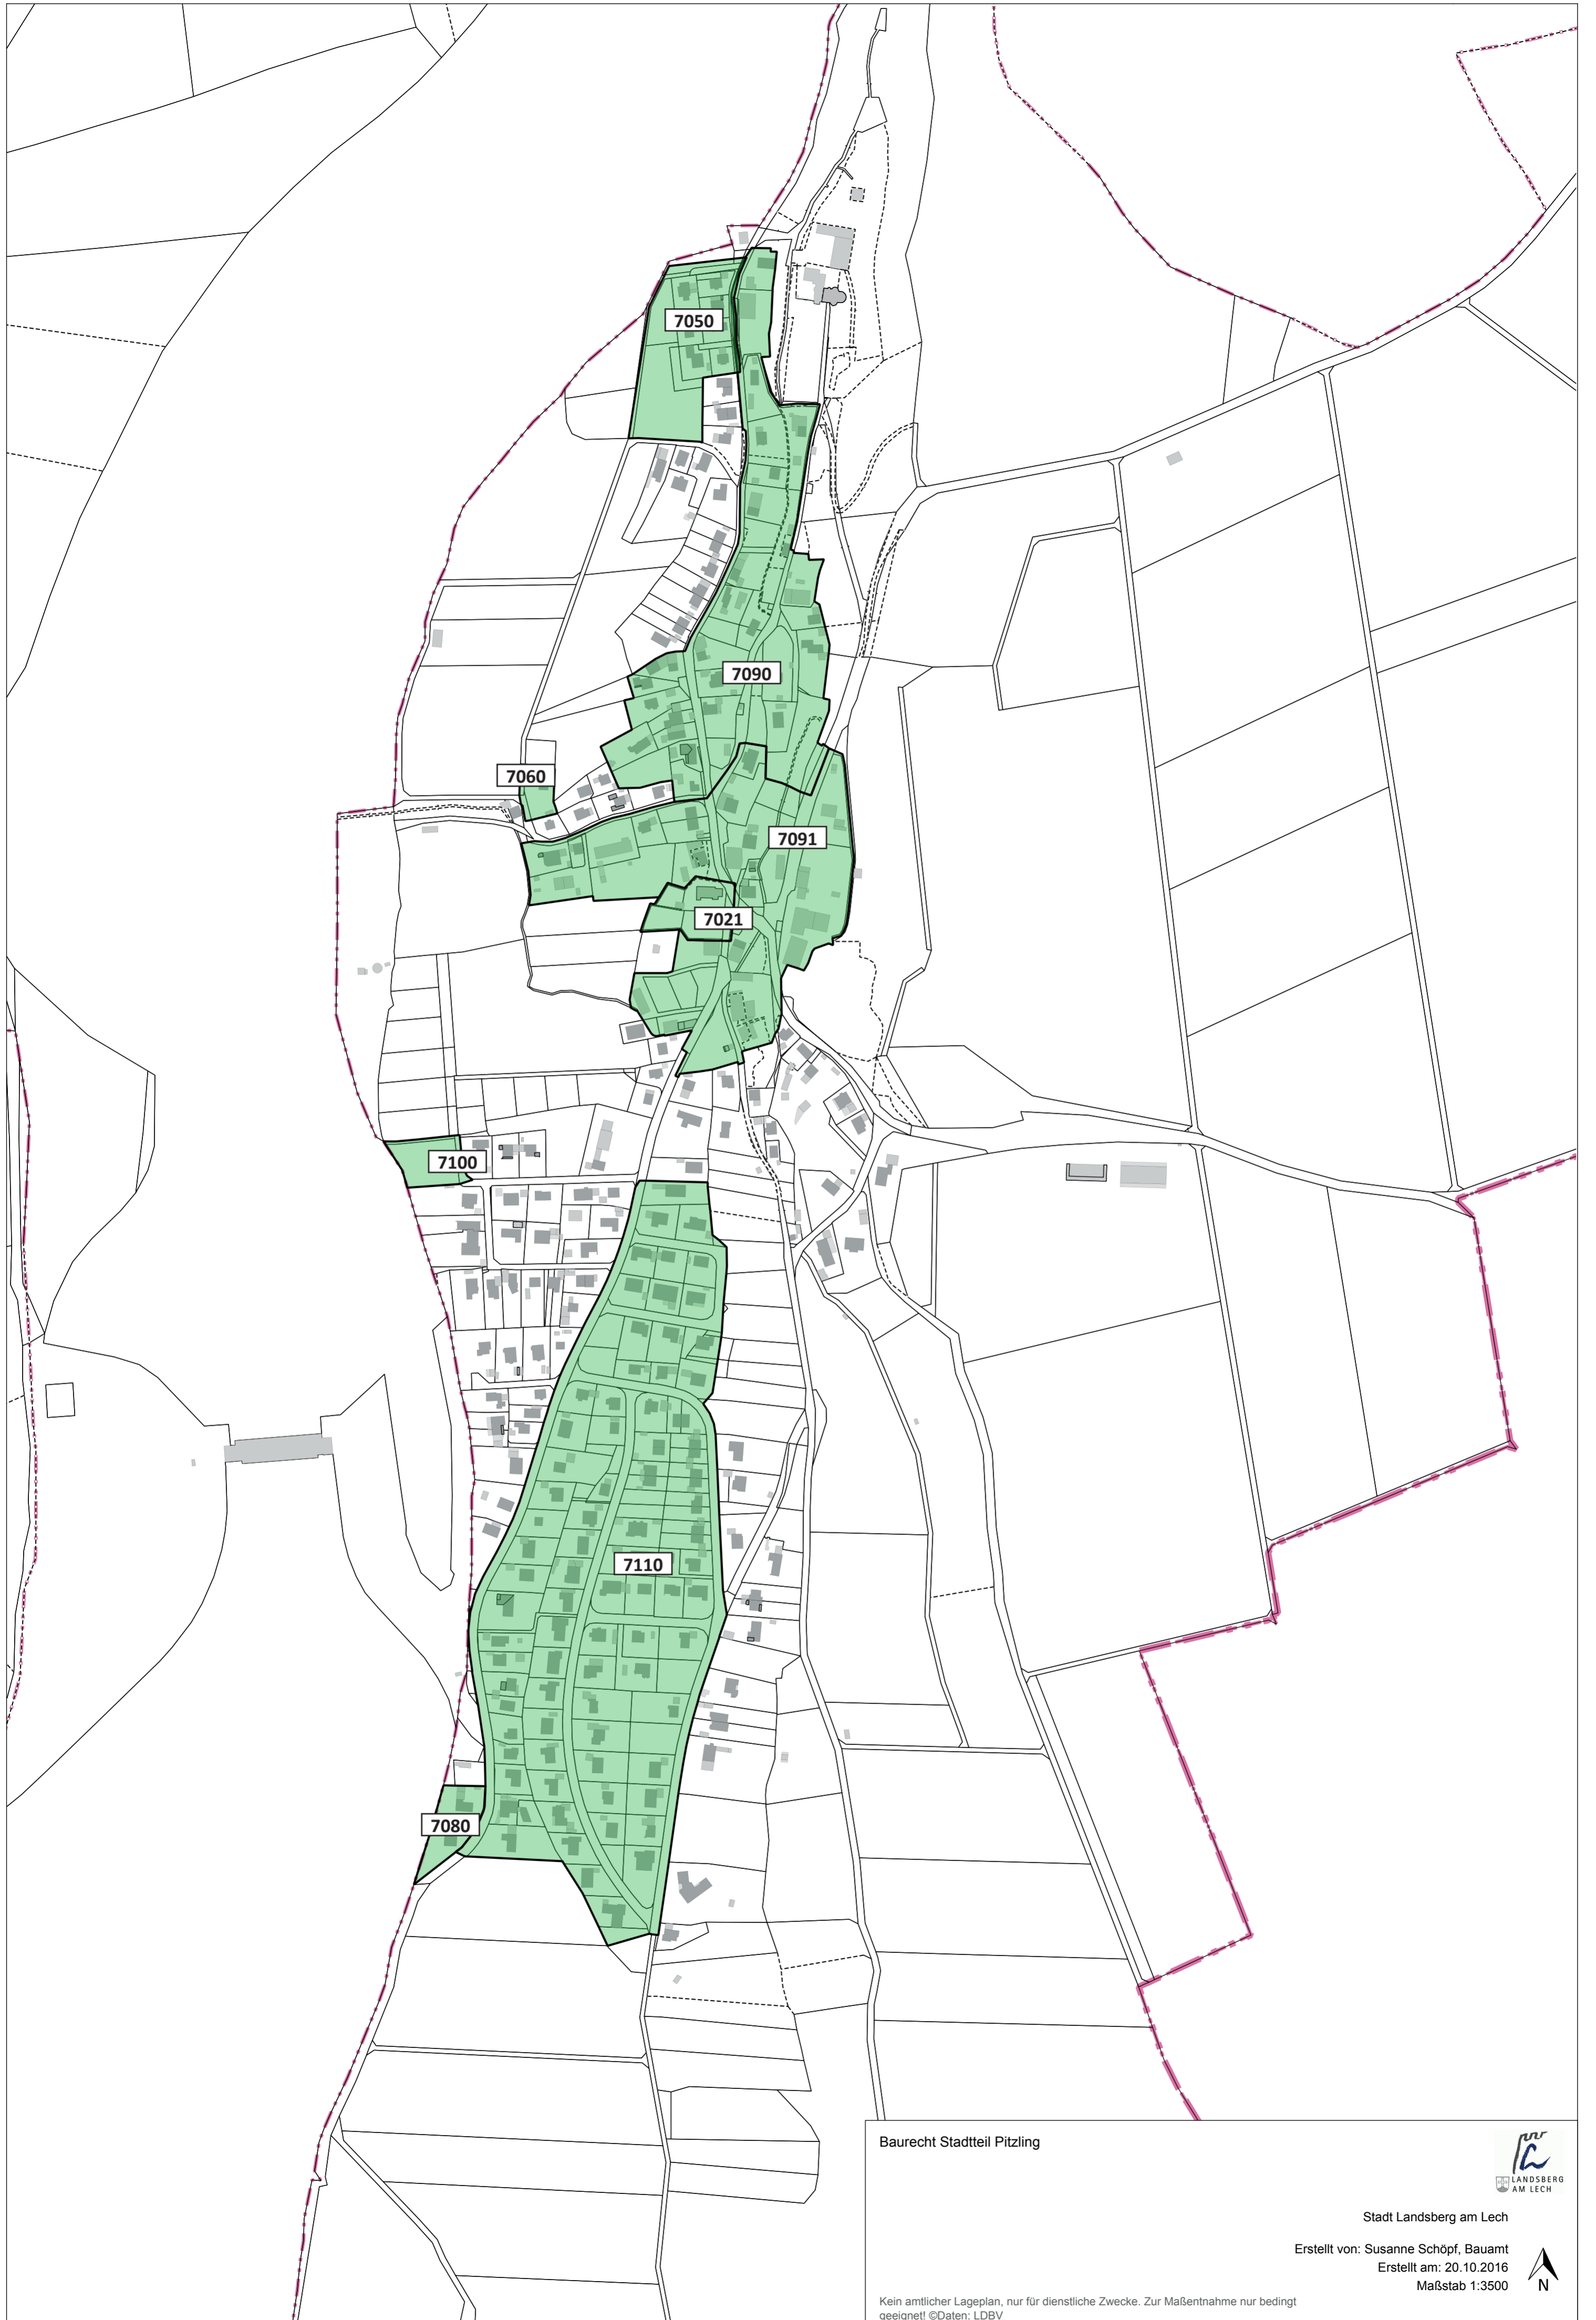 7050
7090
7060
7091
7021
7100
7110
7080
Baurecht Stadtteil Pitzling
LANDSBERG
AM LECH
Stadt Landsberg am Lech
Erstellt von: Susanne Schöpf, Bauamt
Erstellt am: 20.10.2016
Maßstab 1:3500
N
Kein amtlicher Lageplan, nur für dienstliche Zwecke. Zur Maßentnahme nur bedingt
geeignet! ©Daten: LDBV